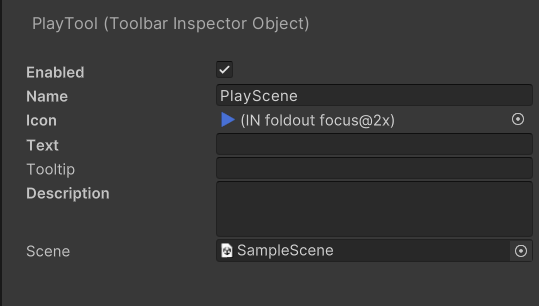 PlayTool (Toolbar Inspector Object)
Enabled
Name PlayScene
Icon (IN foldout focus@2x)
Text
Tooltip
Description
Scene SampleScene